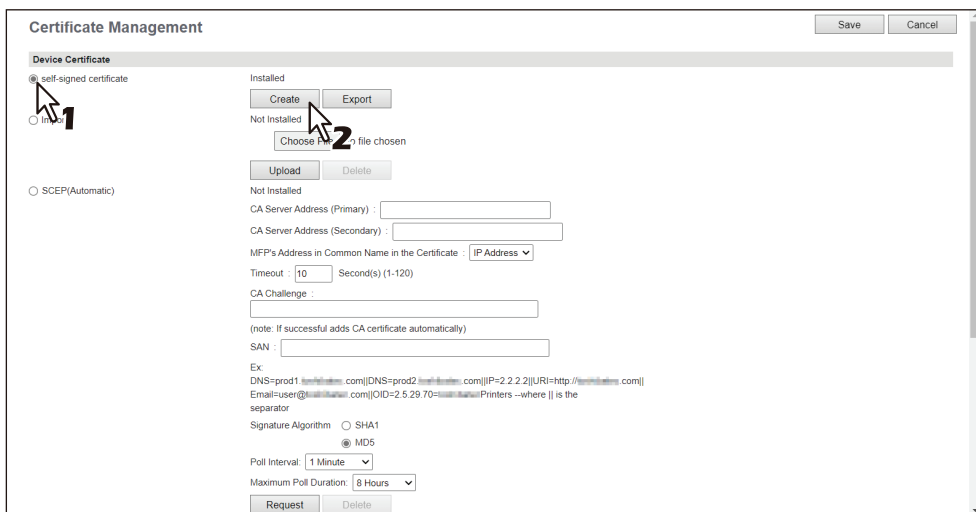 Certificate Management
Save Cancel
Device Certificate
self-signed certificate Installed
Create Export
1
Not Installed
2
Choose file chosen
Upload Delete
SCEP(Automatic) Not Installed
CA Server Address (Primary) :
CA Server Address (Secondary) :
MFP's Address in Common Name in the Certificate : IP Address
Timeout : 10 Second(s) (1-120)
CA Challenge :
(note: If successful adds CA certificate automatically)
SAN :
Ex:
DNS=prod1. .com||DNS=prod2. .com||IP=2.2.2.2||URI=http:// .com||
Email=user@ .com||OID=2.5.29.70= Printers --where || is the
separator
Signature Algorithm SHA1
MD5
Poll Interval: 1 Minute
Maximum Poll Duration: 8 Hours
Request Delete